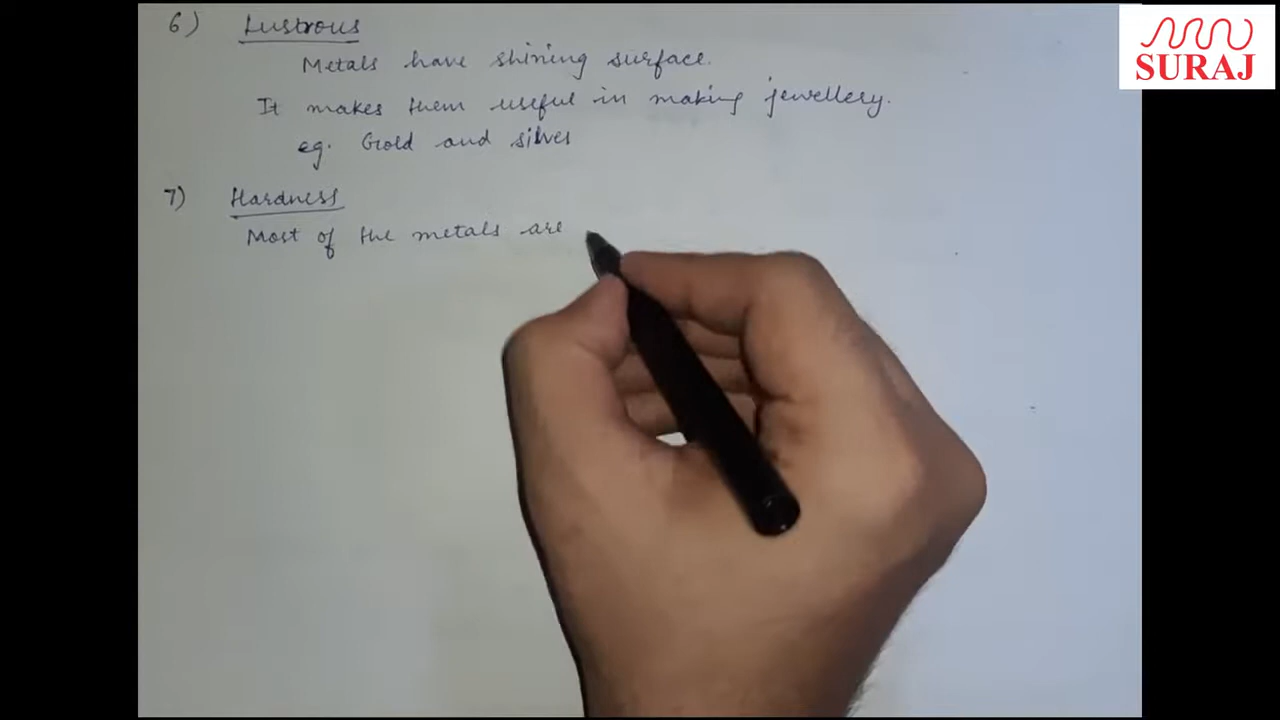 6) Lustrous
Metals have shining surface.
It makes them useful in making jewellery.
eg. Gold and silver
7) Hardness
Most of the metals are
SURAJ